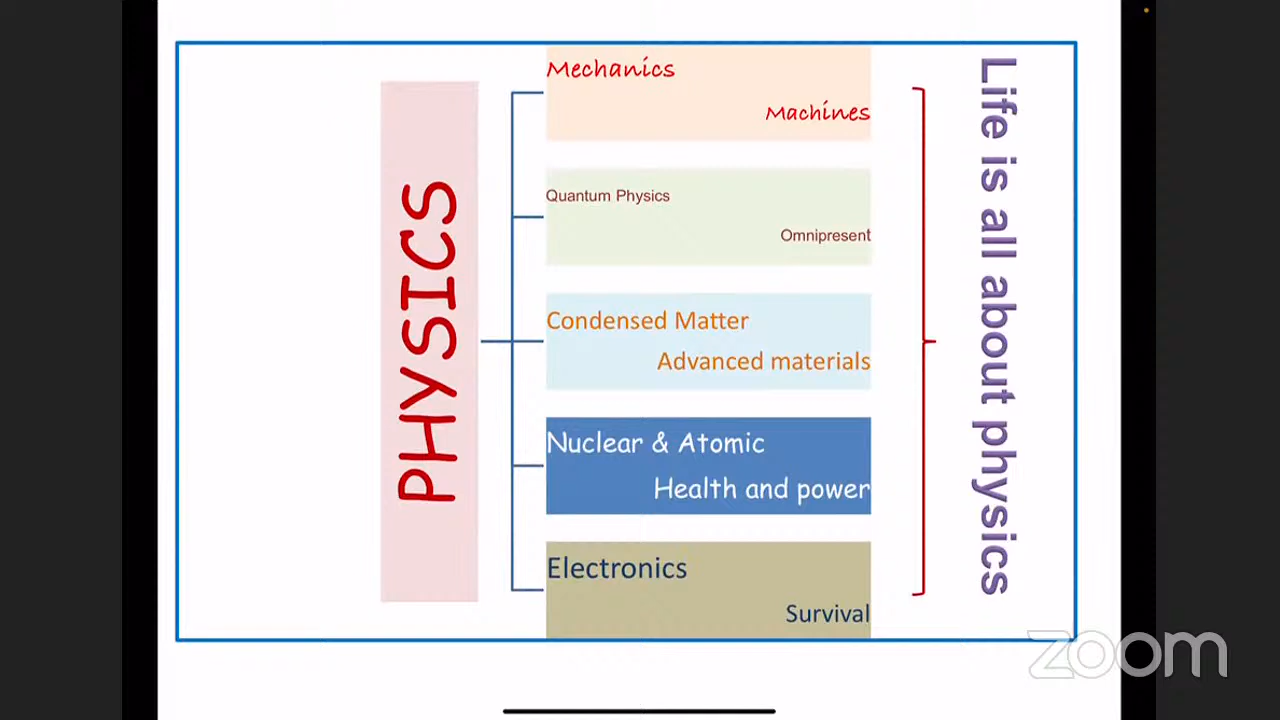 PHYSICS
Mechanics
Machines
Quantum Physics
Omnipresent
Condensed Matter
Advanced materials
Nuclear & Atomic
Health and power
Electronics
Survival
Life is all about physics
zoom